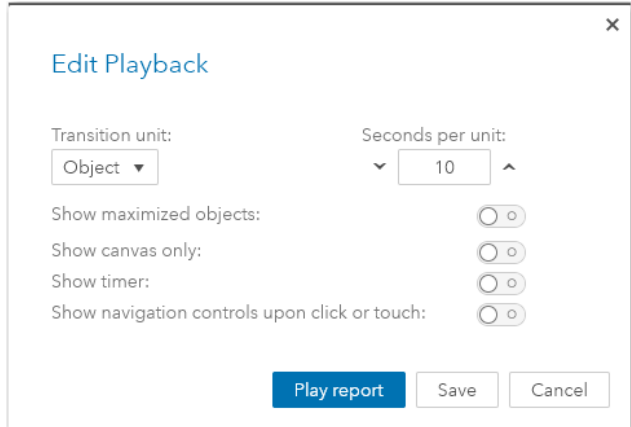 Edit Playback
Transition unit:
Seconds per unit:
Object
10
Show maximized objects:
Show canvas only:
Show timer:
Show navigation controls upon click or touch:
Play report
Save
Cancel